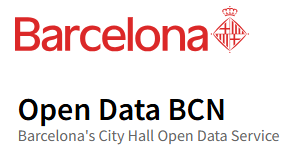 Barcelona
Open Data BCN
Barcelona's City Hall Open Data Service